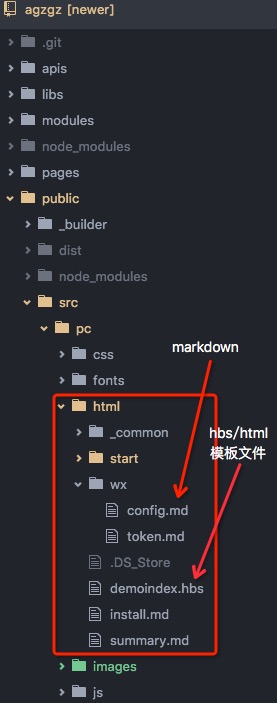 agzgz [newer]
.git
apis
libs
modules
node_modules
pages
public
_builder
dist
node_modules
src
pc
css
markdown
fonts
html
_common
hbs/html
模板文件
start
wx
config.md
token.md
.DS_Store
demoindex.hbs
install.md
summary.md
images
js